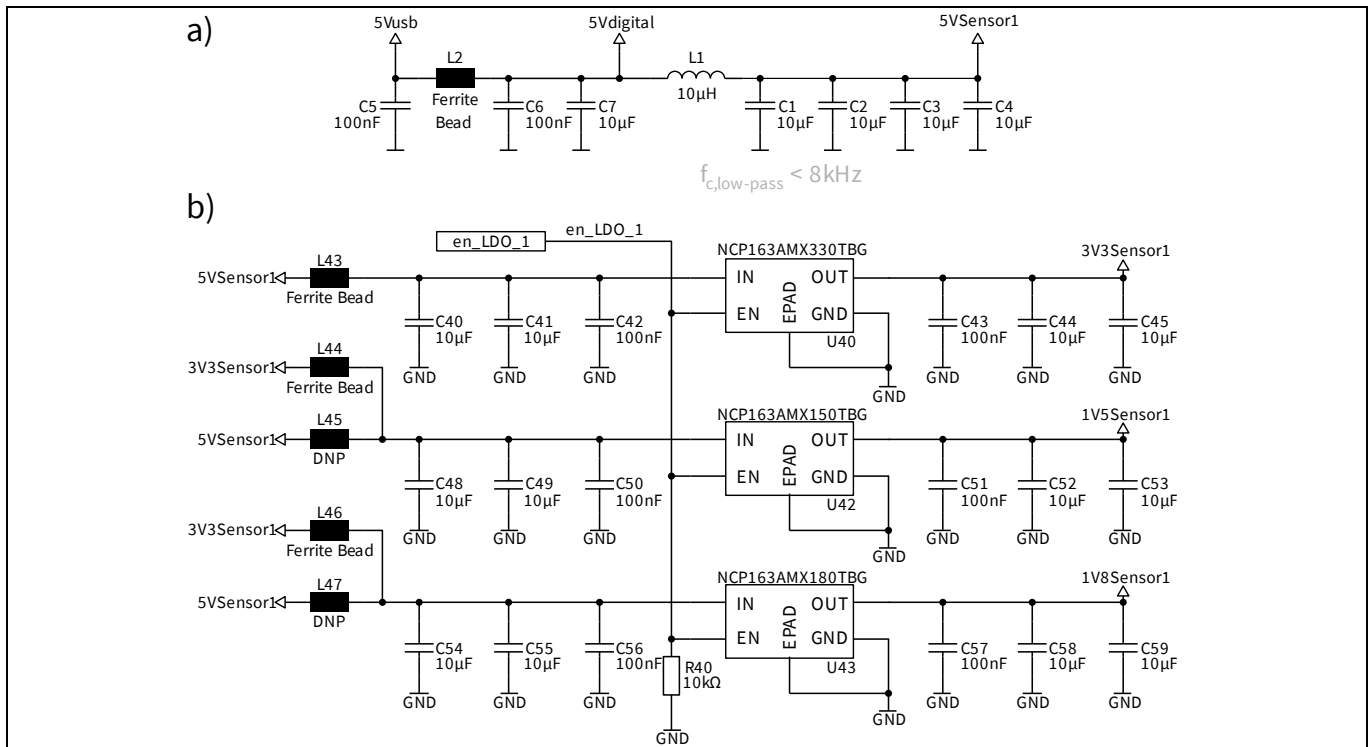 a)
5Vusb
5Vdigital
5VSensor1
L2
L1
C5
100nF
Ferrite
Bead
C6
100nF
C7
10µF
10µH
C1
10µF
C2
10µF
C3
10µF
C4
10µF
fc,low-pass < 8kHz
b)
en_LDO_1
en_LDO_1
NCP163AMX330TBG
3V3Sensor1
L43
5VSensor1
Ferrite Bead
IN
OUT
EN
GND
EPAD
U40
C40
10µF
C41
10µF
C42
100nF
C43
100nF
C44
10µF
C45
10µF
GND
GND
GND
GND
GND
GND
GND
L44
3V3Sensor1
Ferrite Bead
NCP163AMX150TBG
1V5Sensor1
L45
5VSensor1
DNP
IN
OUT
EN
GND
EPAD
U42
C48
10µF
C49
10µF
C50
100nF
C51
100nF
C52
10µF
C53
10µF
GND
GND
GND
GND
GND
GND
GND
L46
3V3Sensor1
Ferrite Bead
NCP163AMX180TBG
1V8Sensor1
L47
5VSensor1
DNP
IN
OUT
EN
GND
EPAD
U43
C54
10µF
C55
10µF
C56
100nF
R40
10kΩ
C57
100nF
C58
10µF
C59
10µF
GND
GND
GND
GND
GND
GND
GND
GND